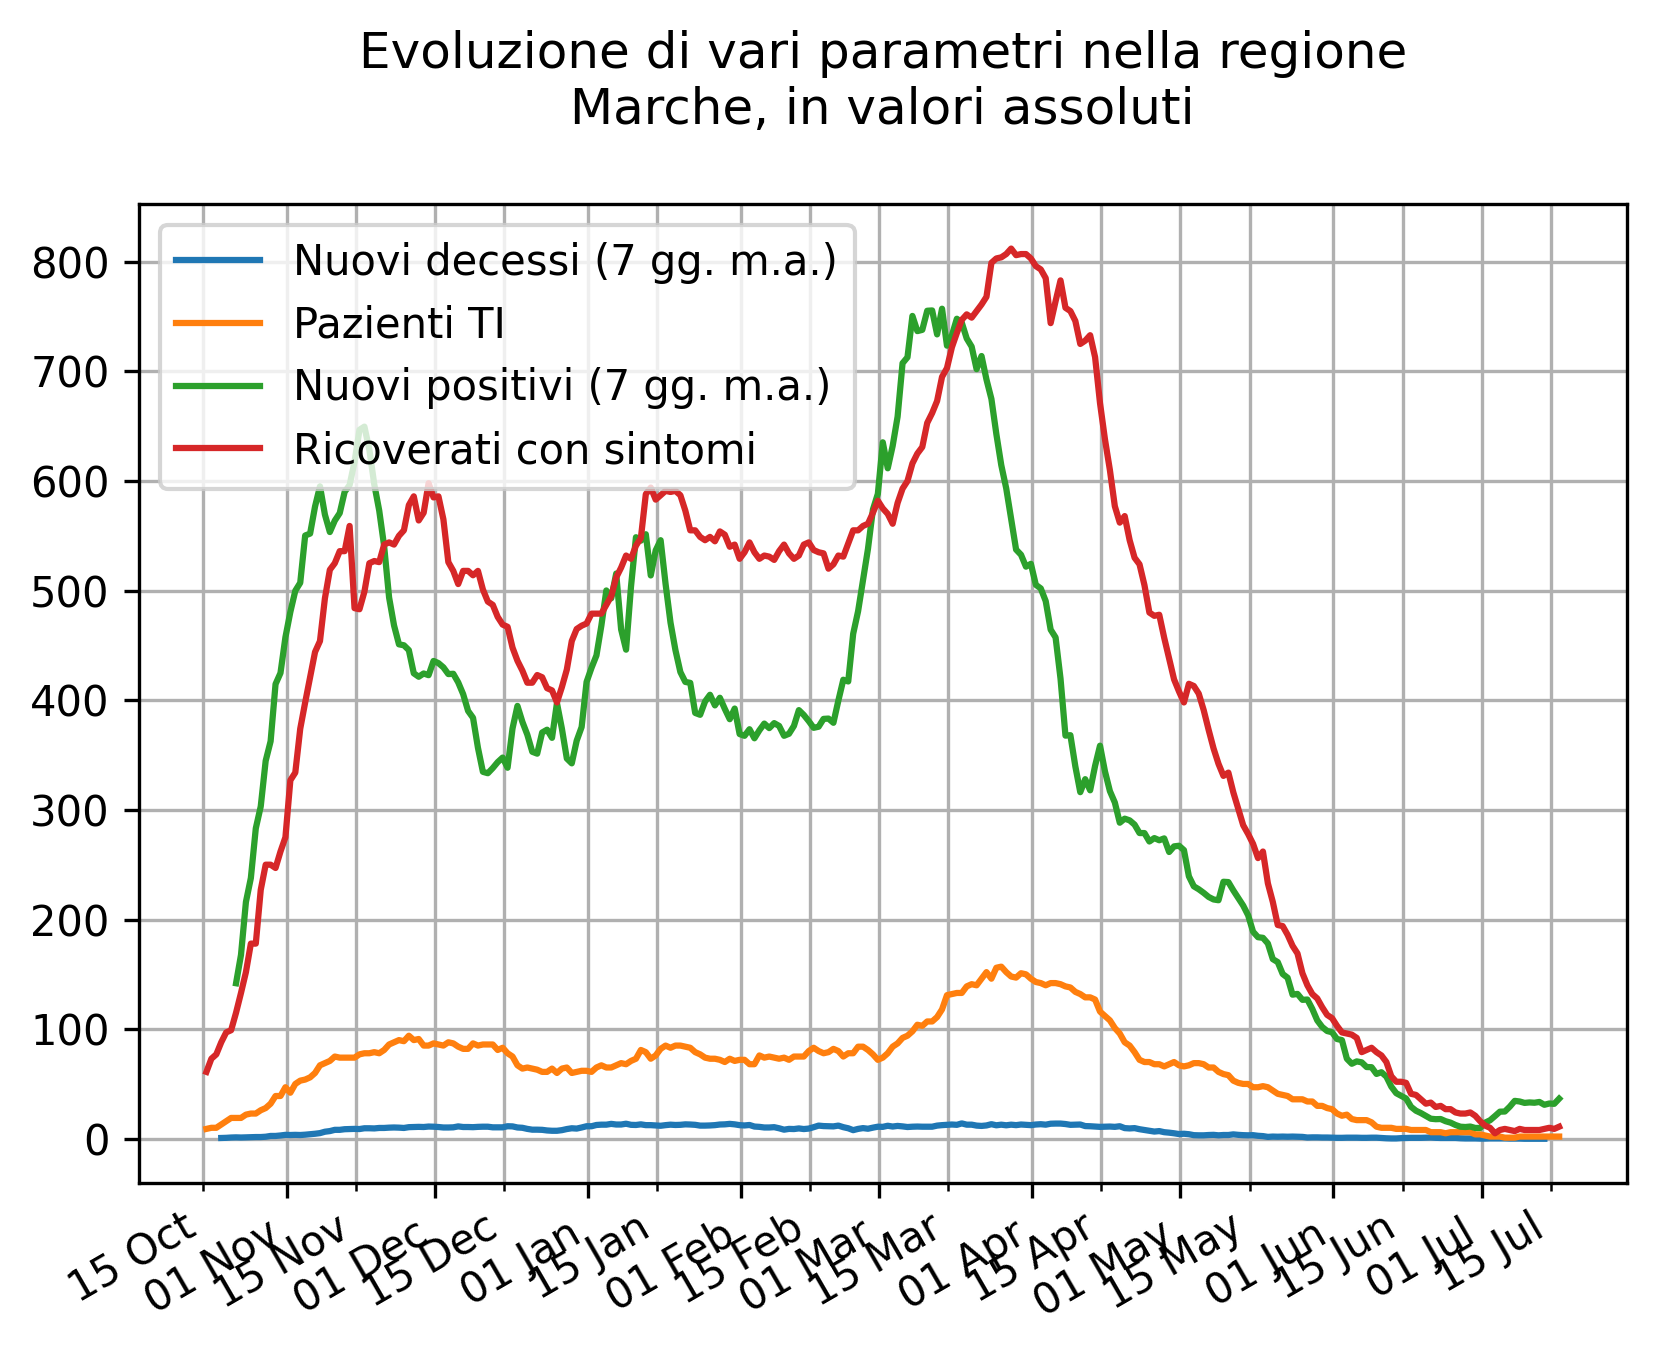 Evoluzione di vari parametri nella regione
Marche, in valori assoluti
Nuovi decessi (7 gg. m.a.)
Pazienti TI
Nuovi positivi (7 gg. m.a.)
Ricoverati con sintomi
800
700
600
500
400
300
200
100
0
15 Oct
01 Nov
15 Nov
01 Dec
15 Dec
01 Jan
15 Jan
01 Feb
15 Feb
01 Mar
15 Mar
01 Apr
15 Apr
01 May
15 May
01 Jun
15 Jun
01 Jul
15 Jul